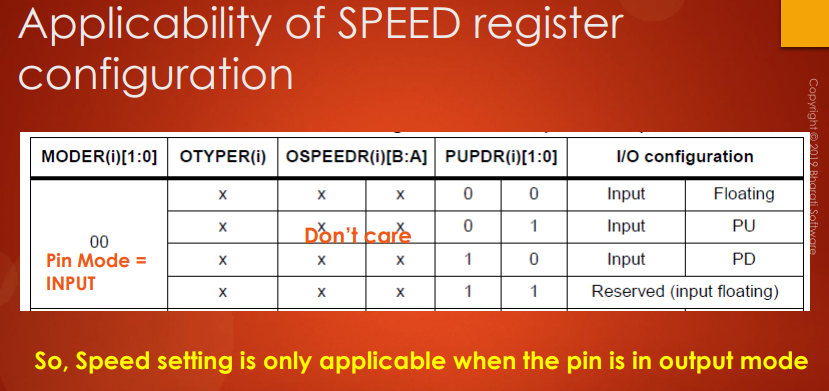 Applicability of SPEED register
configuration
MODER(i)[1:0] OTYPER(i) OSPEEDR(i)[B:A] PUPDR(i)[1:0] I/O configuration
x x x 0 0 Input Floating
x x x 0 1 Input PU
00
Pin Mode =
INPUT
Don't care
x x x 1 0 Input PD
x x x 1 1 Reserved (input floating)
So, Speed setting is only applicable when the pin is in output mode
Copyright © 2019 Bharati Software